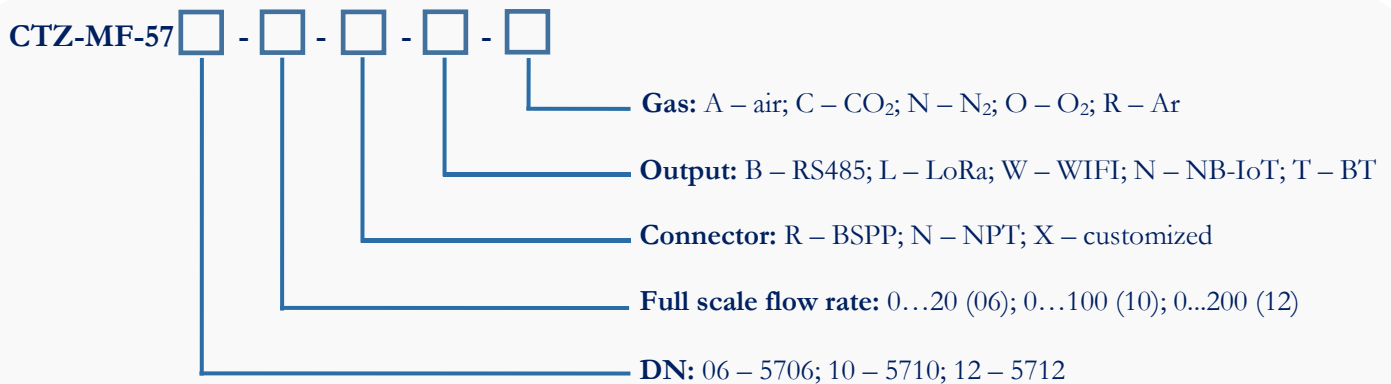 CTZ-MF-57 - - - -
Gas: A – air; C – CO₂; N – N₂; O – O₂; R – Ar
Output: B – RS485; L – LoRa; W – WIFI; N – NB-IoT; T – BT
Connector: R – BSPP; N – NPT; X – customized
Full scale flow rate: 0…20 (06); 0…100 (10); 0...200 (12)
DN: 06 – 5706; 10 – 5710; 12 – 5712